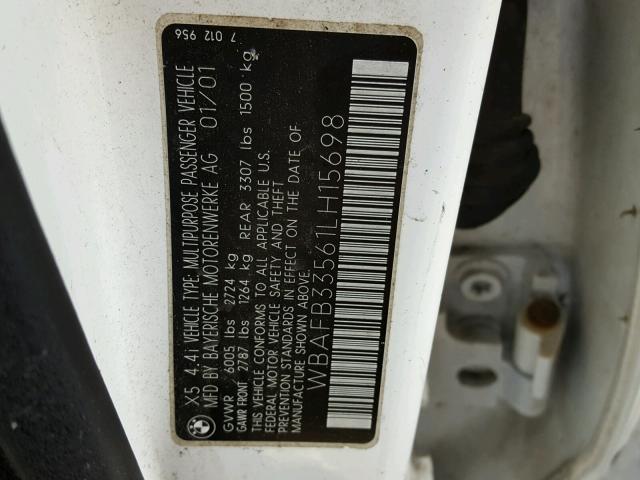 X5 4.4I VEHICLE TYPE: MULTIPURPOSE PASSENGER VEHICLE
7 012 956
MFD BY BAYERISCHE MOTORENWERKE AG 01/01
GVWR 6005 lbs 2724 kg
GAWR FRONT 2787 lbs 1264 kg REAR 3307 lbs 1500 kg
THIS VEHICLE CONFORMS TO ALL APPLICABLE U.S.
FEDERAL MOTOR VEHICLE SAFETY AND THEFT
PREVENTION STANDARDS IN EFFECT ON THE DATE OF
MANUFACTURE SHOWN ABOVE.
WBAFB33561LH15698